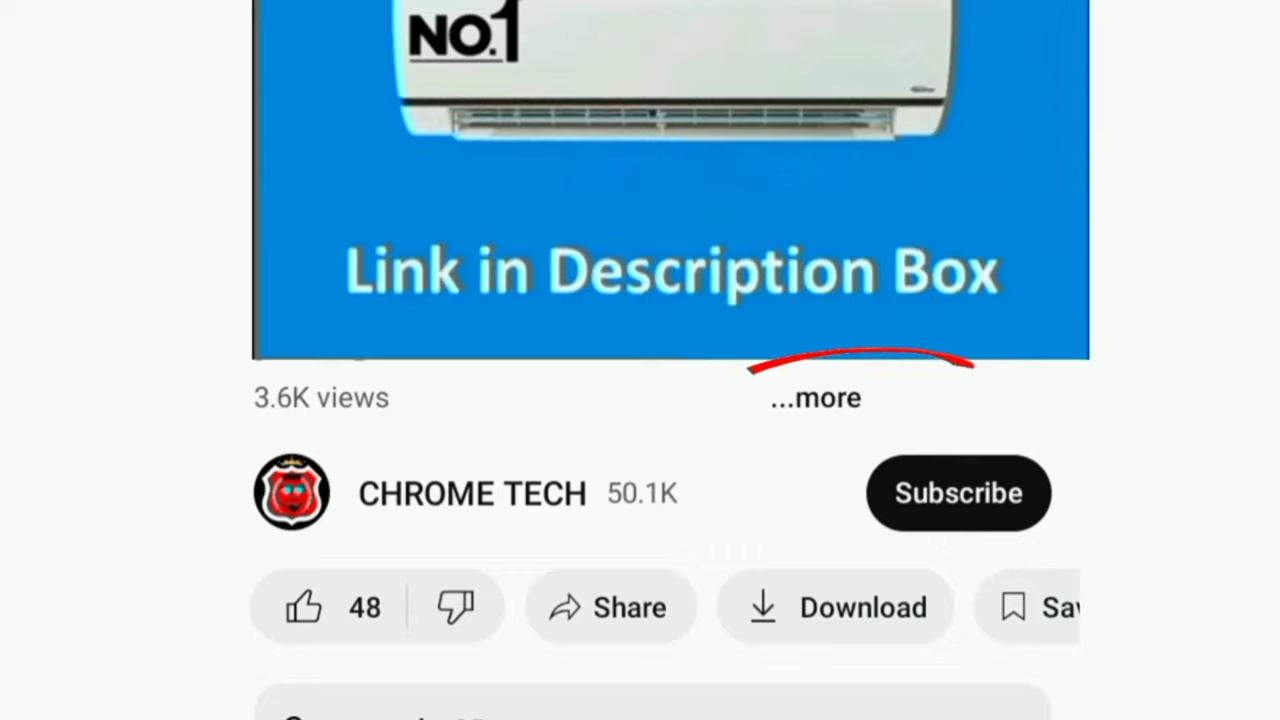 NO.1
Link in Description Box
3.6K views
...more
CHROME TECH 50.1K
Subscribe
48
Share
Download